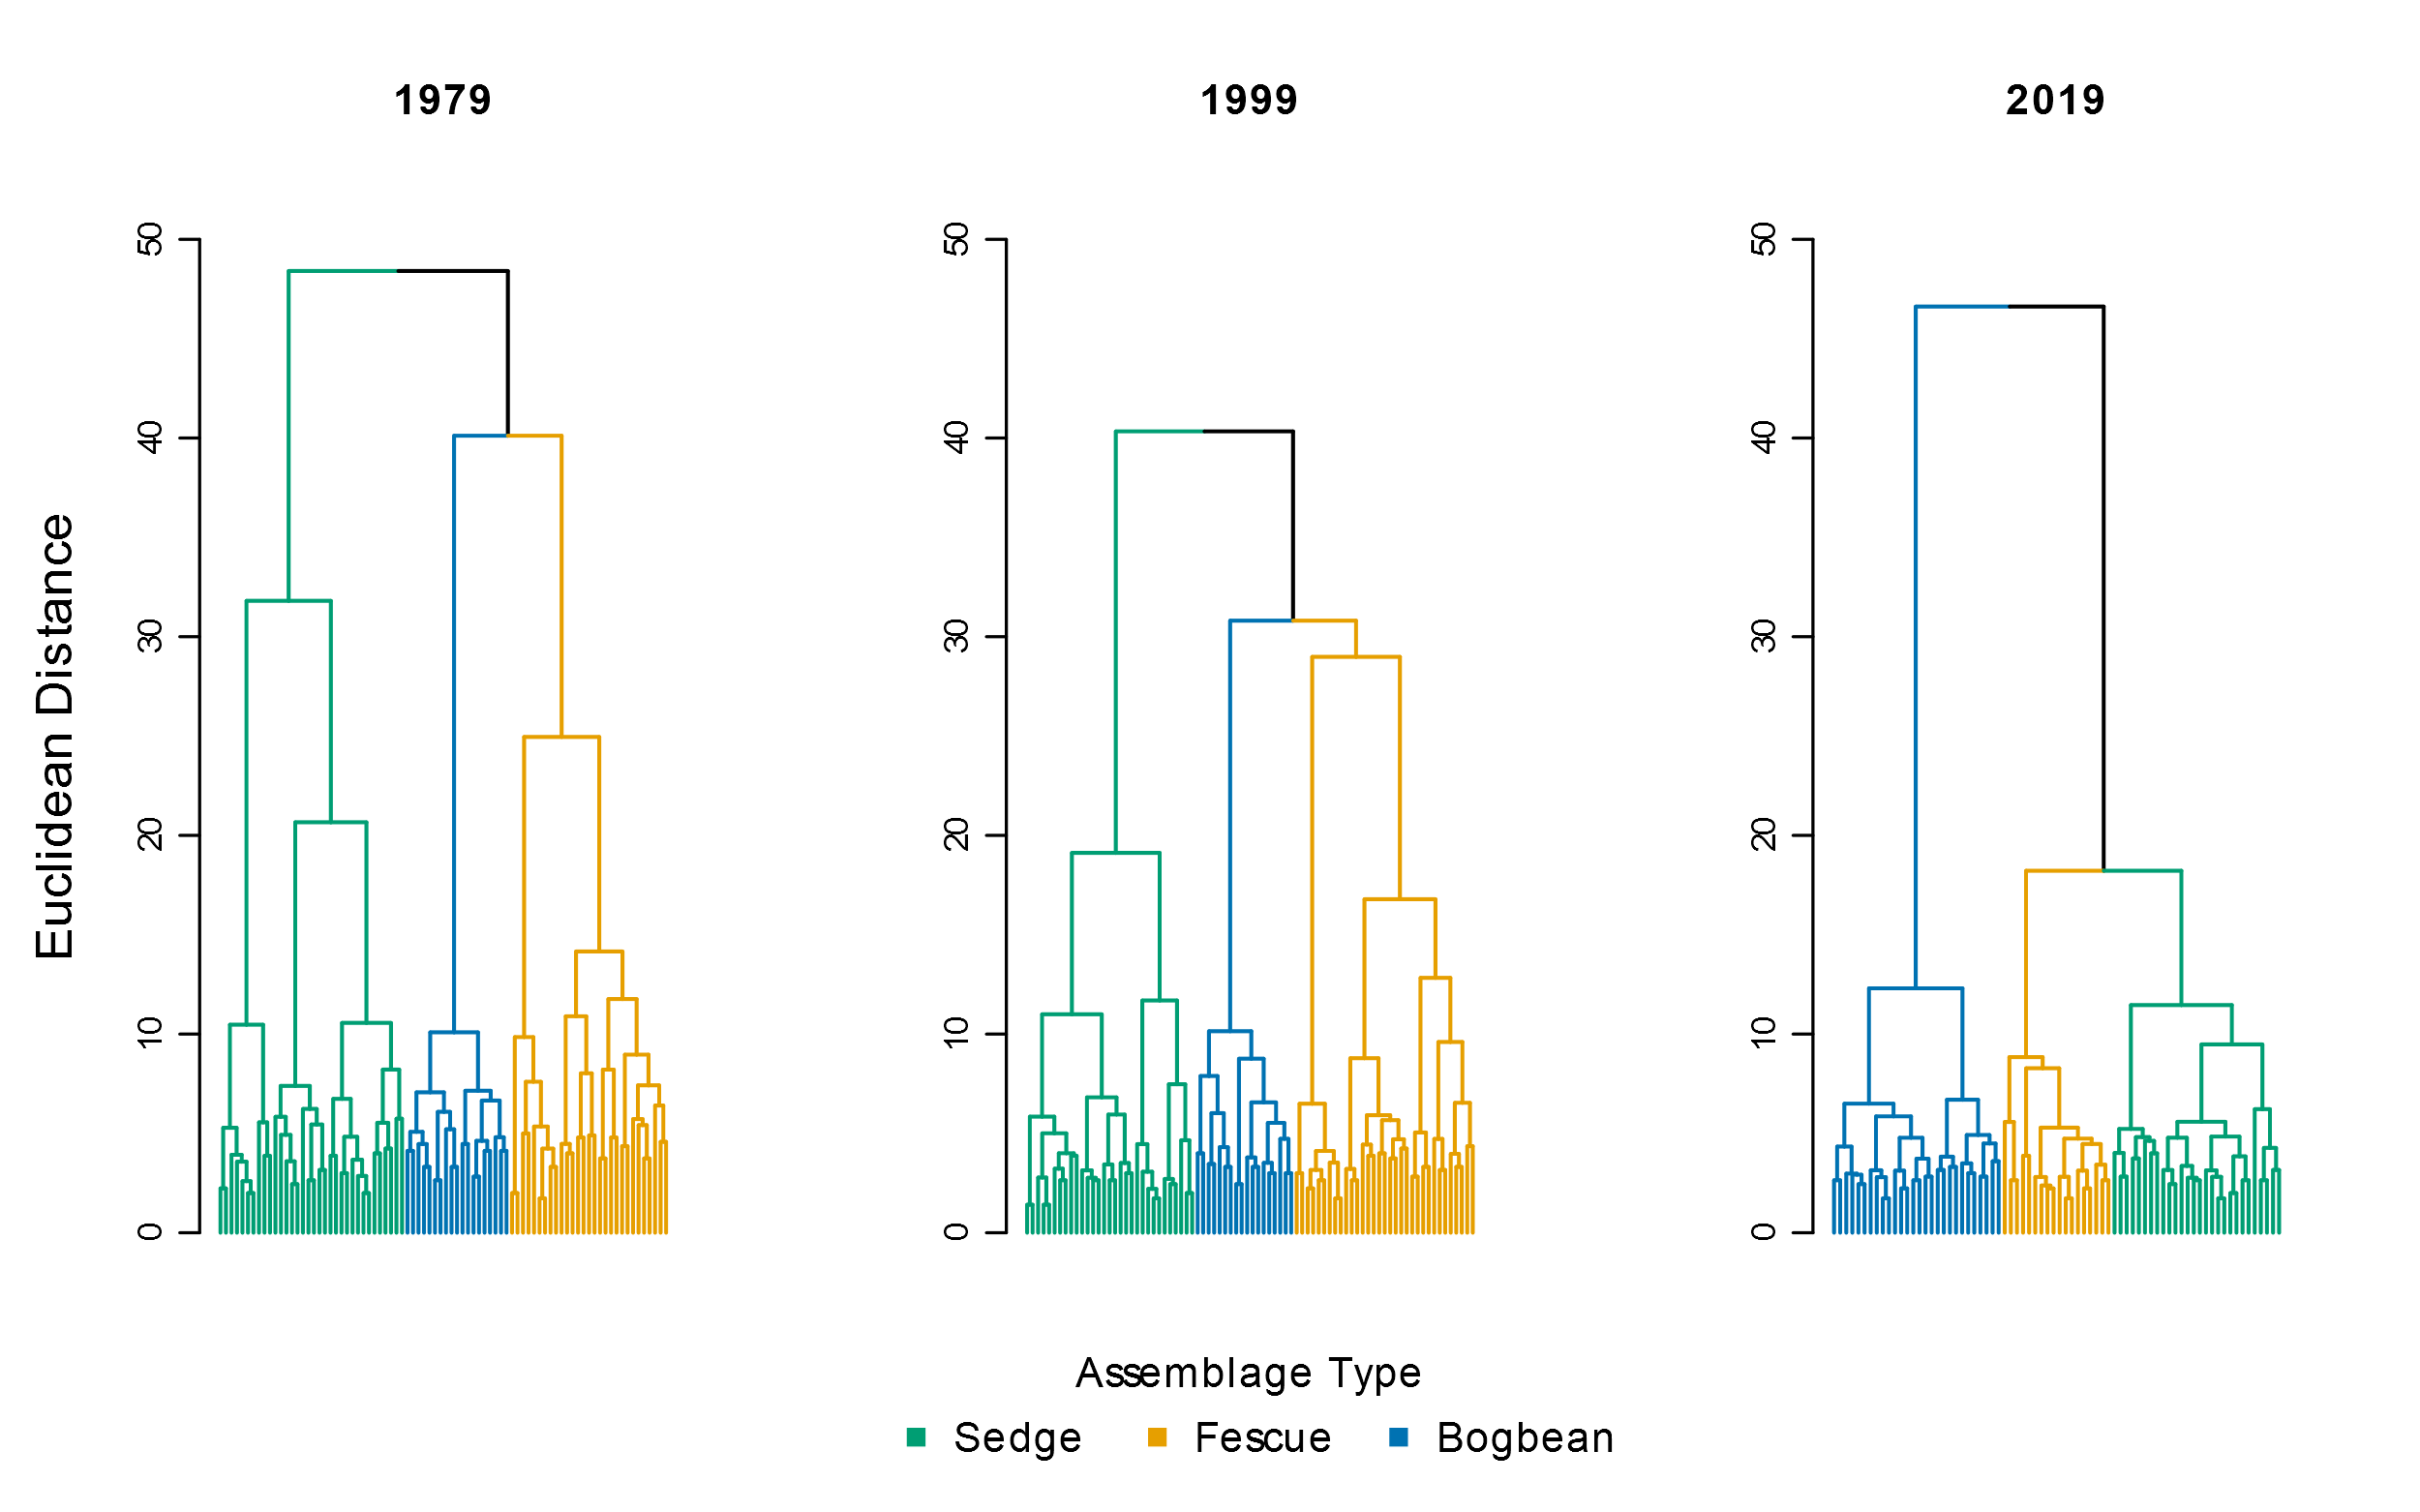 1979 1999 2019
50 50 50
40 40 40
30 30 30
20 20 20
10 10 10
0 0 0
Euclidean Distance
Assemblage Type
Sedge Fescue Bogbean